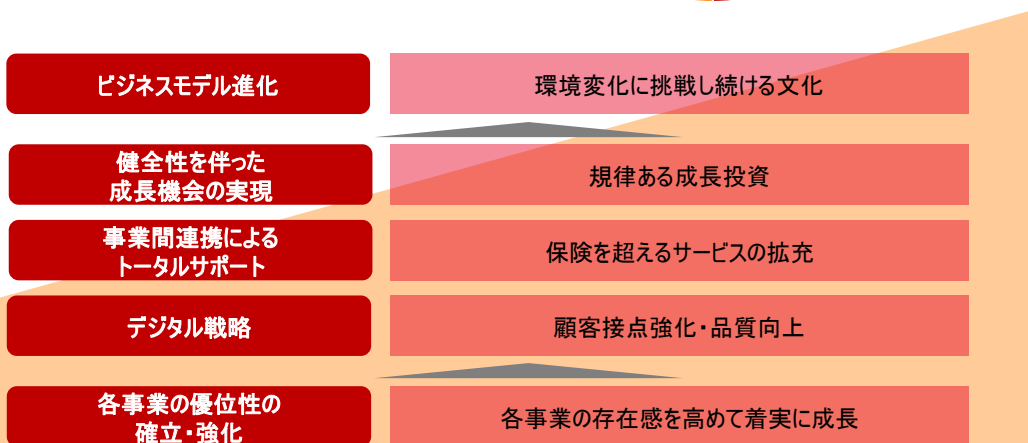 ビジネスモデル進化
環境変化に挑戦し続ける文化
健全性を伴った
成長機会の実現
規律ある成長投資
事業間連携による
トータルサポート
保険を超えるサービスの拡充
デジタル戦略
顧客接点強化・品質向上
各事業の優位性の
確立・強化
各事業の存在感を高めて着実に成長